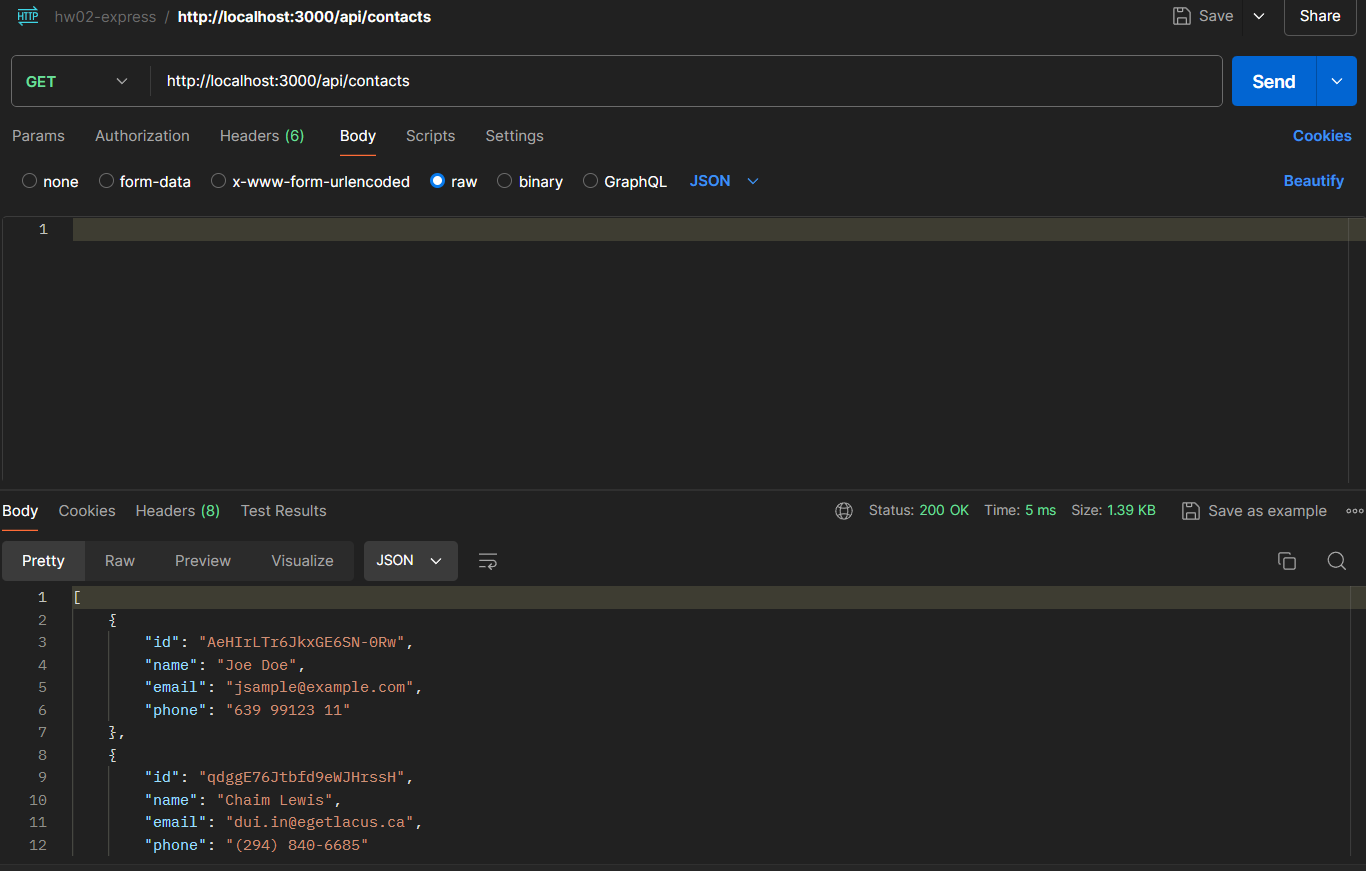 HTTP hw02-express / http://localhost:3000/api/contacts Save Share
GET http://localhost:3000/api/contacts Send
Params Authorization Headers (6) Body Scripts Settings Cookies
none form-data x-www-form-urlencoded raw binary GraphQL JSON Beautify
1
Body Cookies Headers (8) Test Results Status: 200 OK Time: 5 ms Size: 1.39 KB Save as example
Pretty Raw Preview Visualize JSON
1 [
2 {
3 "id": "AeHIrLTr6JkxGE6SN-0Rw",
4 "name": "Joe Doe",
5 "email": "jsample@example.com",
6 "phone": "639 99123 11"
7 },
8 {
9 "id": "qdggE76Jtbfd9eWJHrssH",
10 "name": "Chaim Lewis",
11 "email": "dui.in@egetlacus.ca",
12 "phone": "(294) 840-6685"